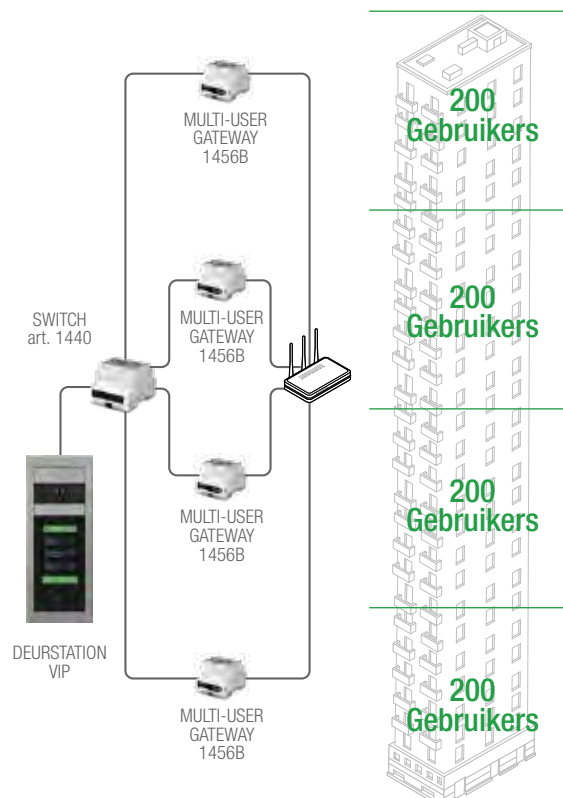 MULTI-USER
GATEWAY
1456B
200
Gebruikers
SWITCH
art. 1440
MULTI-USER
GATEWAY
1456B
200
Gebruikers
MULTI-USER
GATEWAY
1456B
200
Gebruikers
DEURSTATION
VIP
MULTI-USER
GATEWAY
1456B
200
Gebruikers